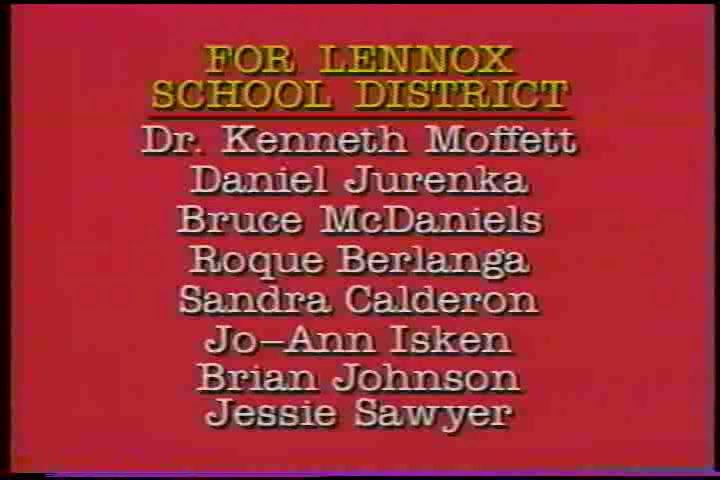 FOR LENNOX
SCHOOL DISTRICT
Dr. Kenneth Moffett
Daniel Jurenka
Bruce McDaniels
Roque Berlanga
Sandra Calderon
Jo-Ann Isken
Brian Johnson
Jessie Sawyer